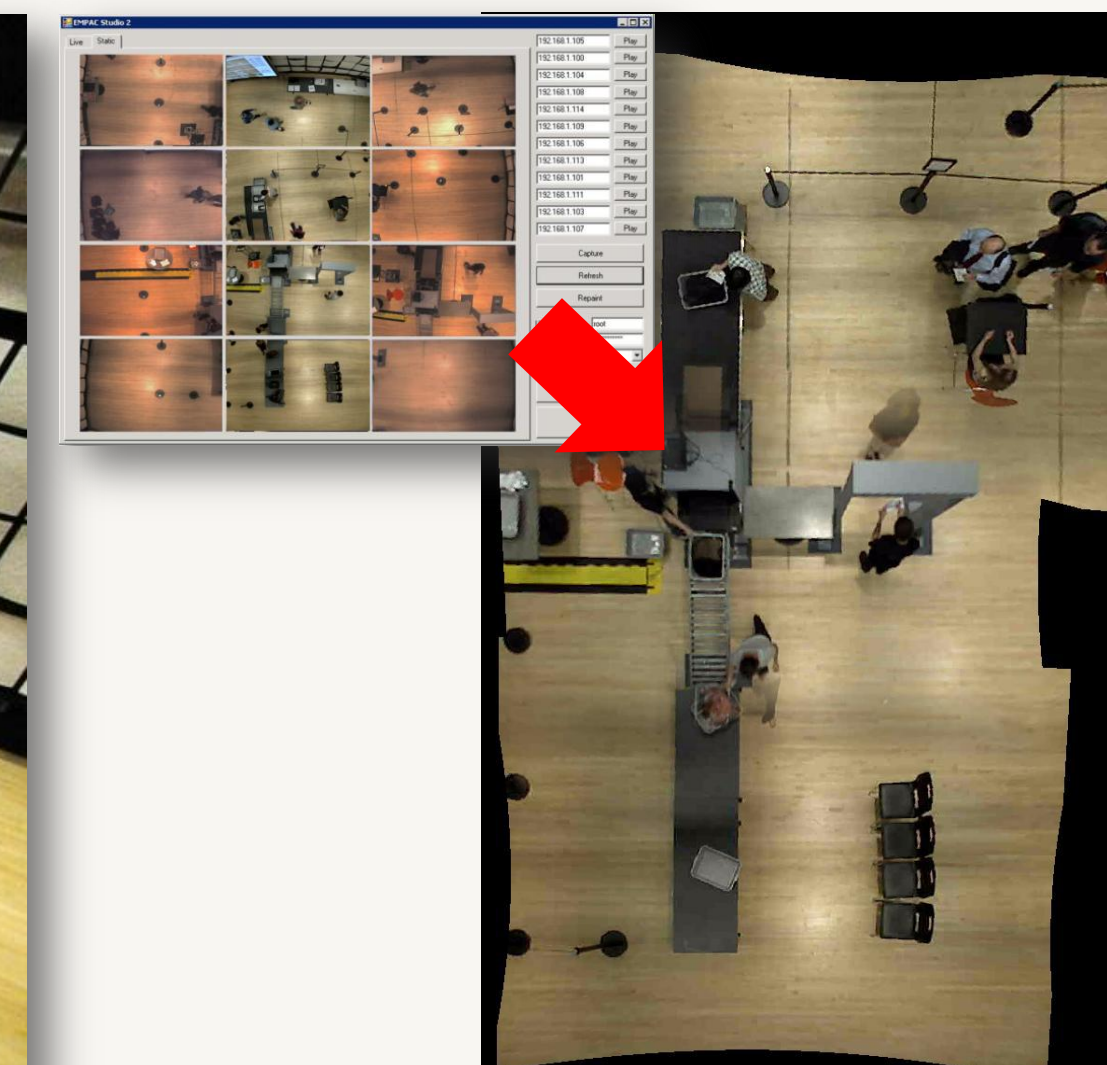 EMPAC Studio 2
Live Static
192.168.1.105 Play
192.168.1.100 Play
192.168.1.104 Play
192.168.1.108 Play
192.168.1.114 Play
192.168.1.109 Play
192.168.1.106 Play
192.168.1.113 Play
192.168.1.101 Play
192.168.1.111 Play
192.168.1.103 Play
192.168.1.107 Play
Capture
Refresh
Repaint
root